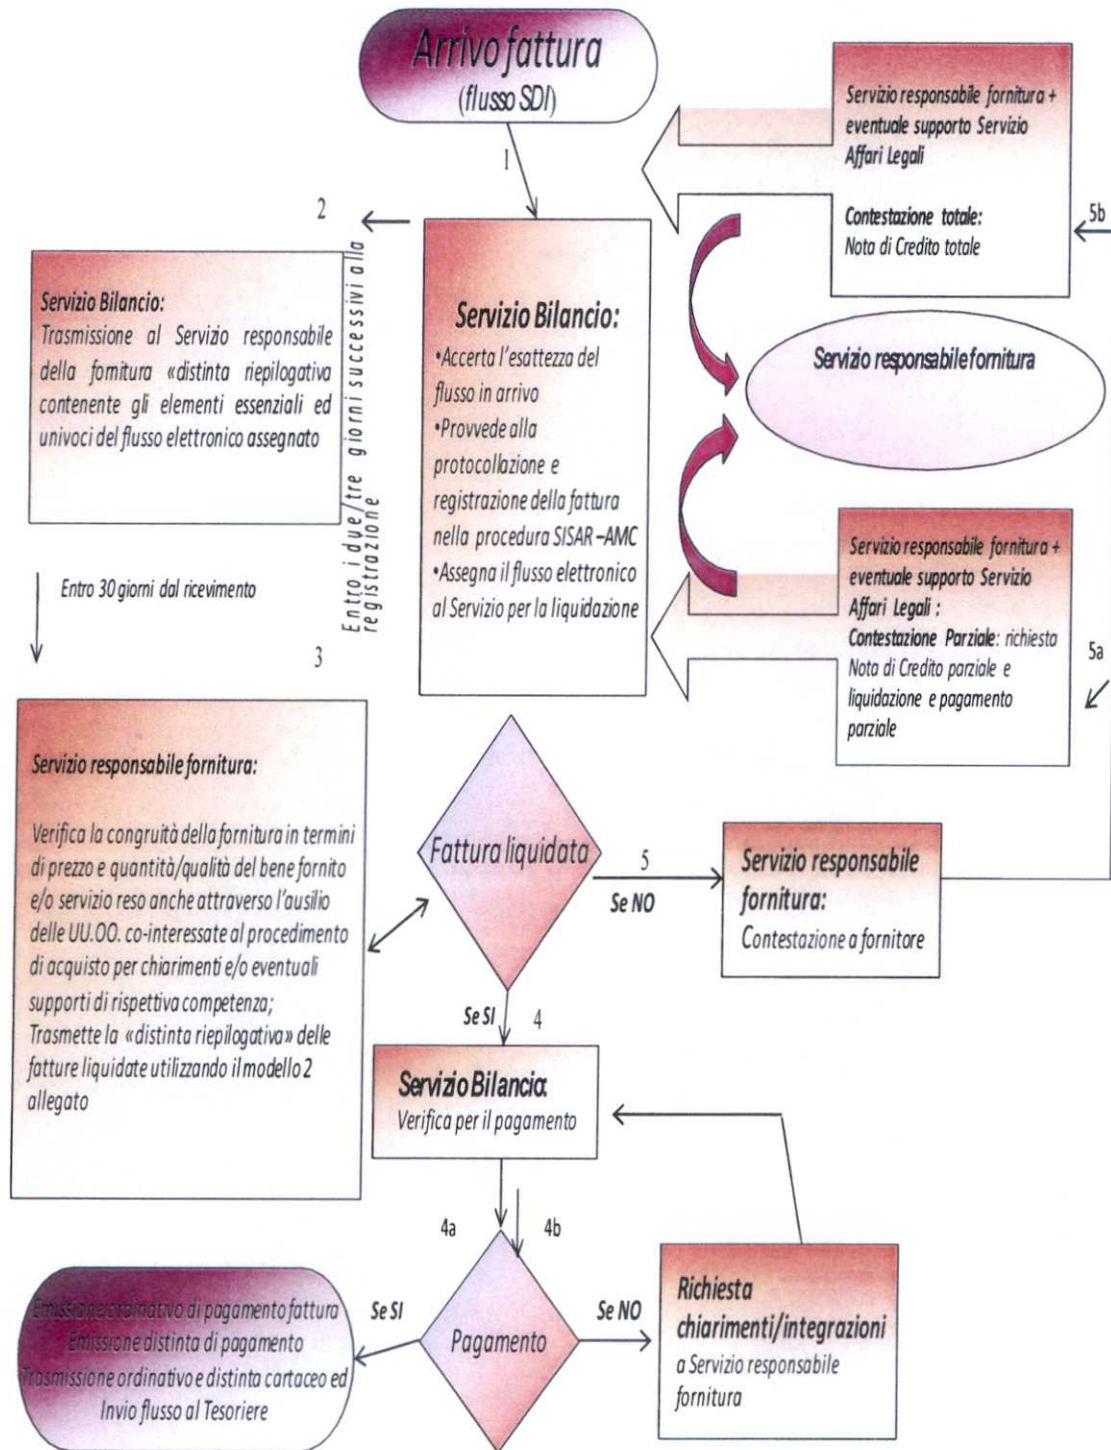 Arrivo fattura
(flusso SDI)
1
2
Servizio Bilancio:
Trasmissione al Servizio responsabile
della fornitura «distinta riepilogativa
contenente gli elementi essenziali ed
univoci del flusso elettronico assegnato
Entro i due/tre giorni successivi alla
registrazione
Servizio Bilancio:
•Accerta l'esattezza del
flusso in arrivo
•Provvede alla
protocollazione e
registrazione della fattura
nella procedura SISAR –AMC
•Assegna il flusso elettronico
al Servizio per la liquidazione
Servizio responsabile fornitura +
eventuale supporto Servizio
Affari Legali
Contestazione totale:
Nota di Credito totale
5b
Servizio responsabile fornitura
Servizio responsabile fornitura +
eventuale supporto Servizio
Affari Legali :
Contestazione Parziale: richiesta
Nota di Credito parziale e
liquidazione e pagamento
parziale
5a
Entro 30 giorni dal ricevimento
3
Servizio responsabile fornitura:
Verifica la congruità della fornitura in termini
di prezzo e quantità/qualità del bene fornito
e/o servizio reso anche attraverso l'ausilio
delle UU.OO. co-interessate al procedimento
di acquisto per chiarimenti e/o eventuali
supporti di rispettiva competenza;
Trasmette la «distinta riepilogativa» delle
fatture liquidate utilizzando il modello 2
allegato
Fattura liquidata
5
Se NO
Servizio responsabile
fornitura:
Contestazione a fornitore
Se SI
4
Servizio Bilancio:
Verifica per il pagamento
4a
4b
Pagamento
Se SI
Se NO
Emissione ordinativo di pagamento fattura
Emissione distinta di pagamento
Trasmissione ordinativo e distinta cartaceo ed
Invio flusso al Tesoriere
Richiesta
chiarimenti/integrazioni
a Servizio responsabile
fornitura